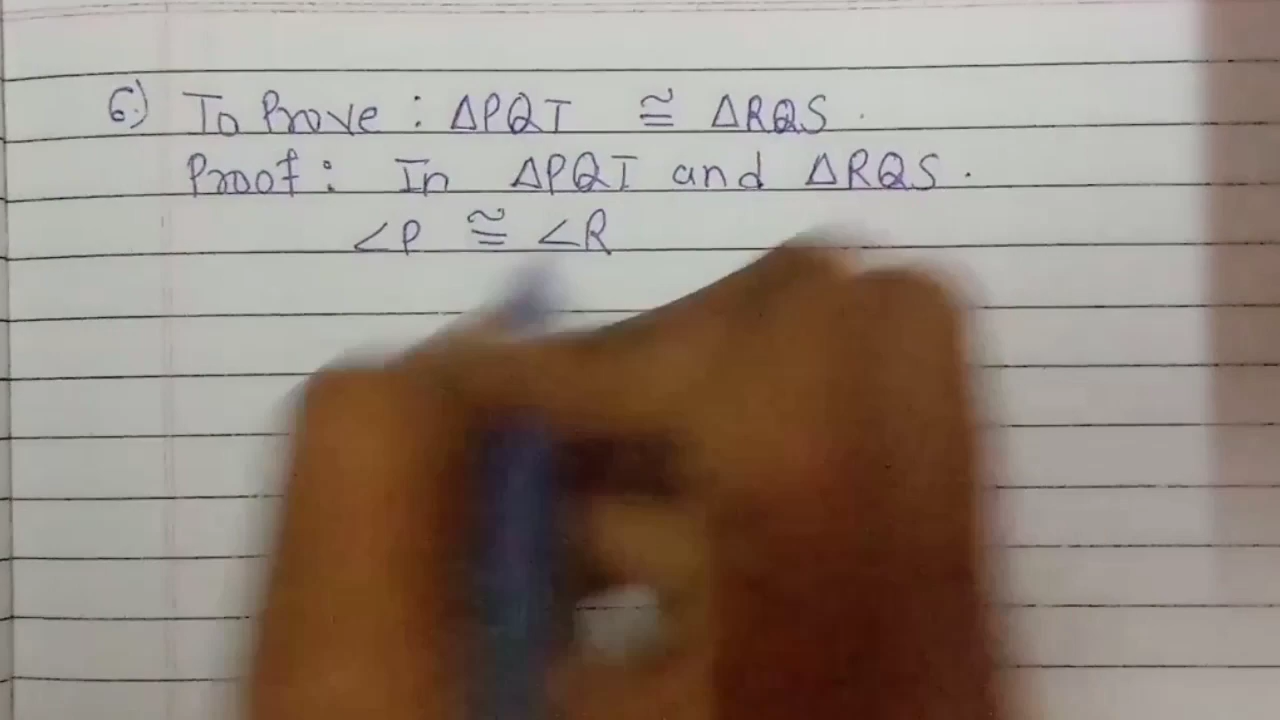 6.) To Prove : ΔPQT ≅ ΔRQS.
Proof : In ΔPQT and ΔRQS.
∠P ≅ ∠R